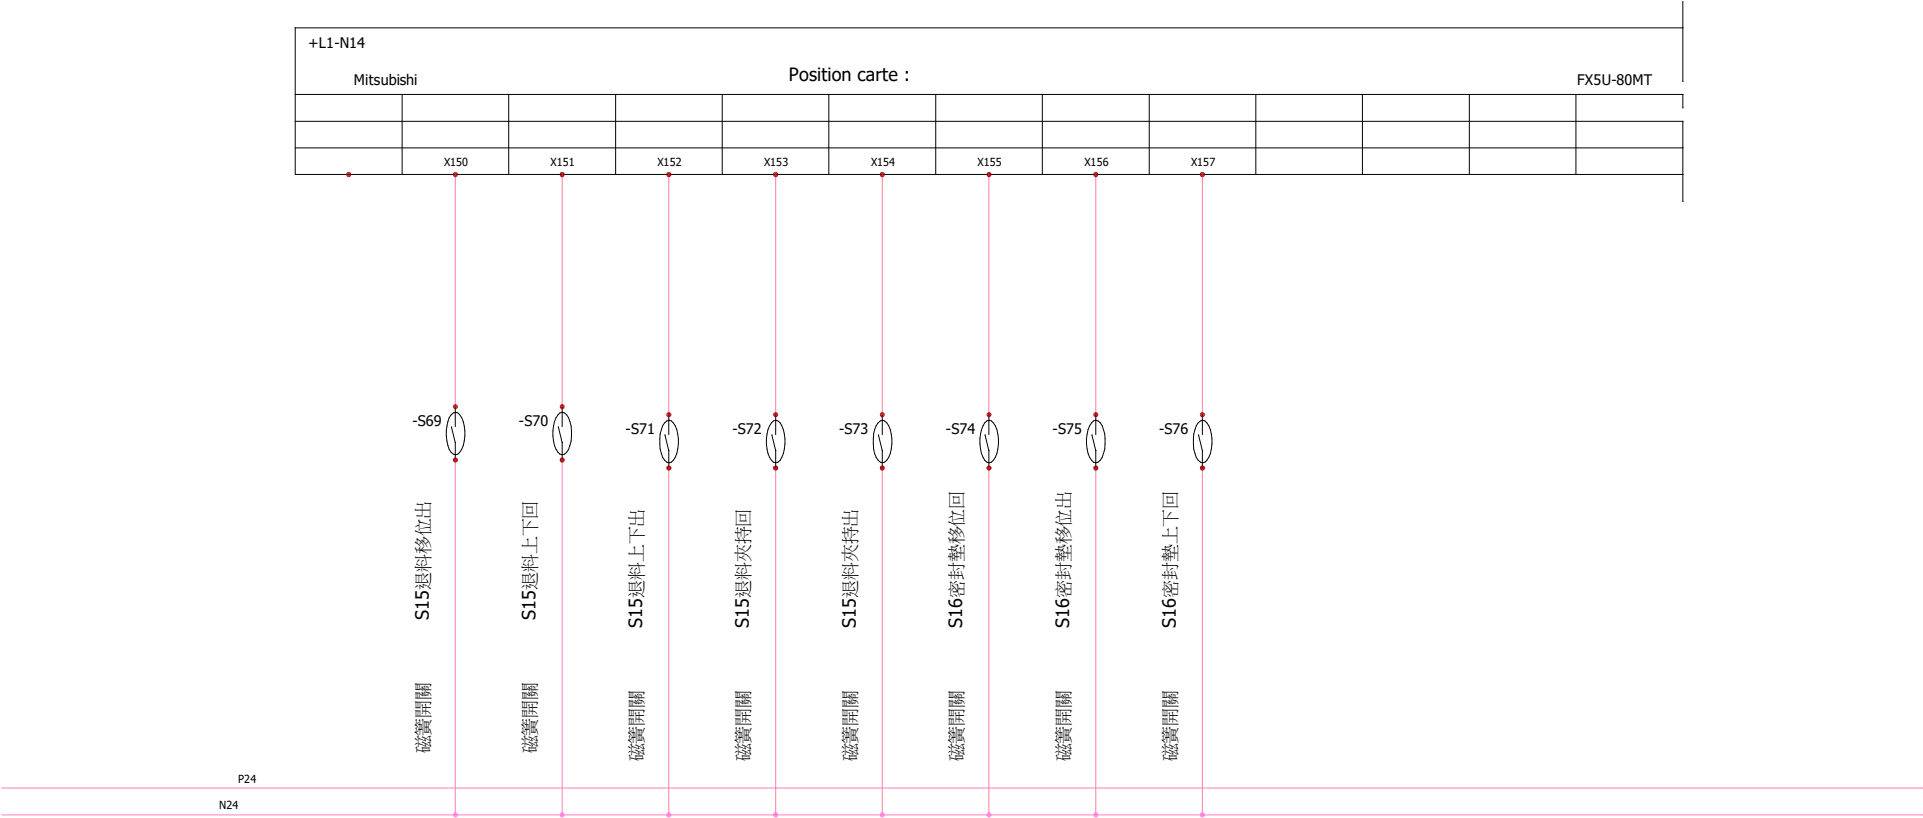 +L1-N14
Mitsubishi
Position carte :
FX5U-80MT
X150
X151
X152
X153
X154
X155
X156
X157
-S69
-S70
-S71
-S72
-S73
-S74
-S75
-S76
S15退料移位出
S15退料上下回
S15退料上下出
S15退料夾持回
S15退料夾持出
S16密封墊移位回
S16密封墊移位出
S16密封墊上下回
磁簧開關
磁簧開關
磁簧開關
磁簧開關
磁簧開關
磁簧開關
磁簧開關
磁簧開關
P24
N24